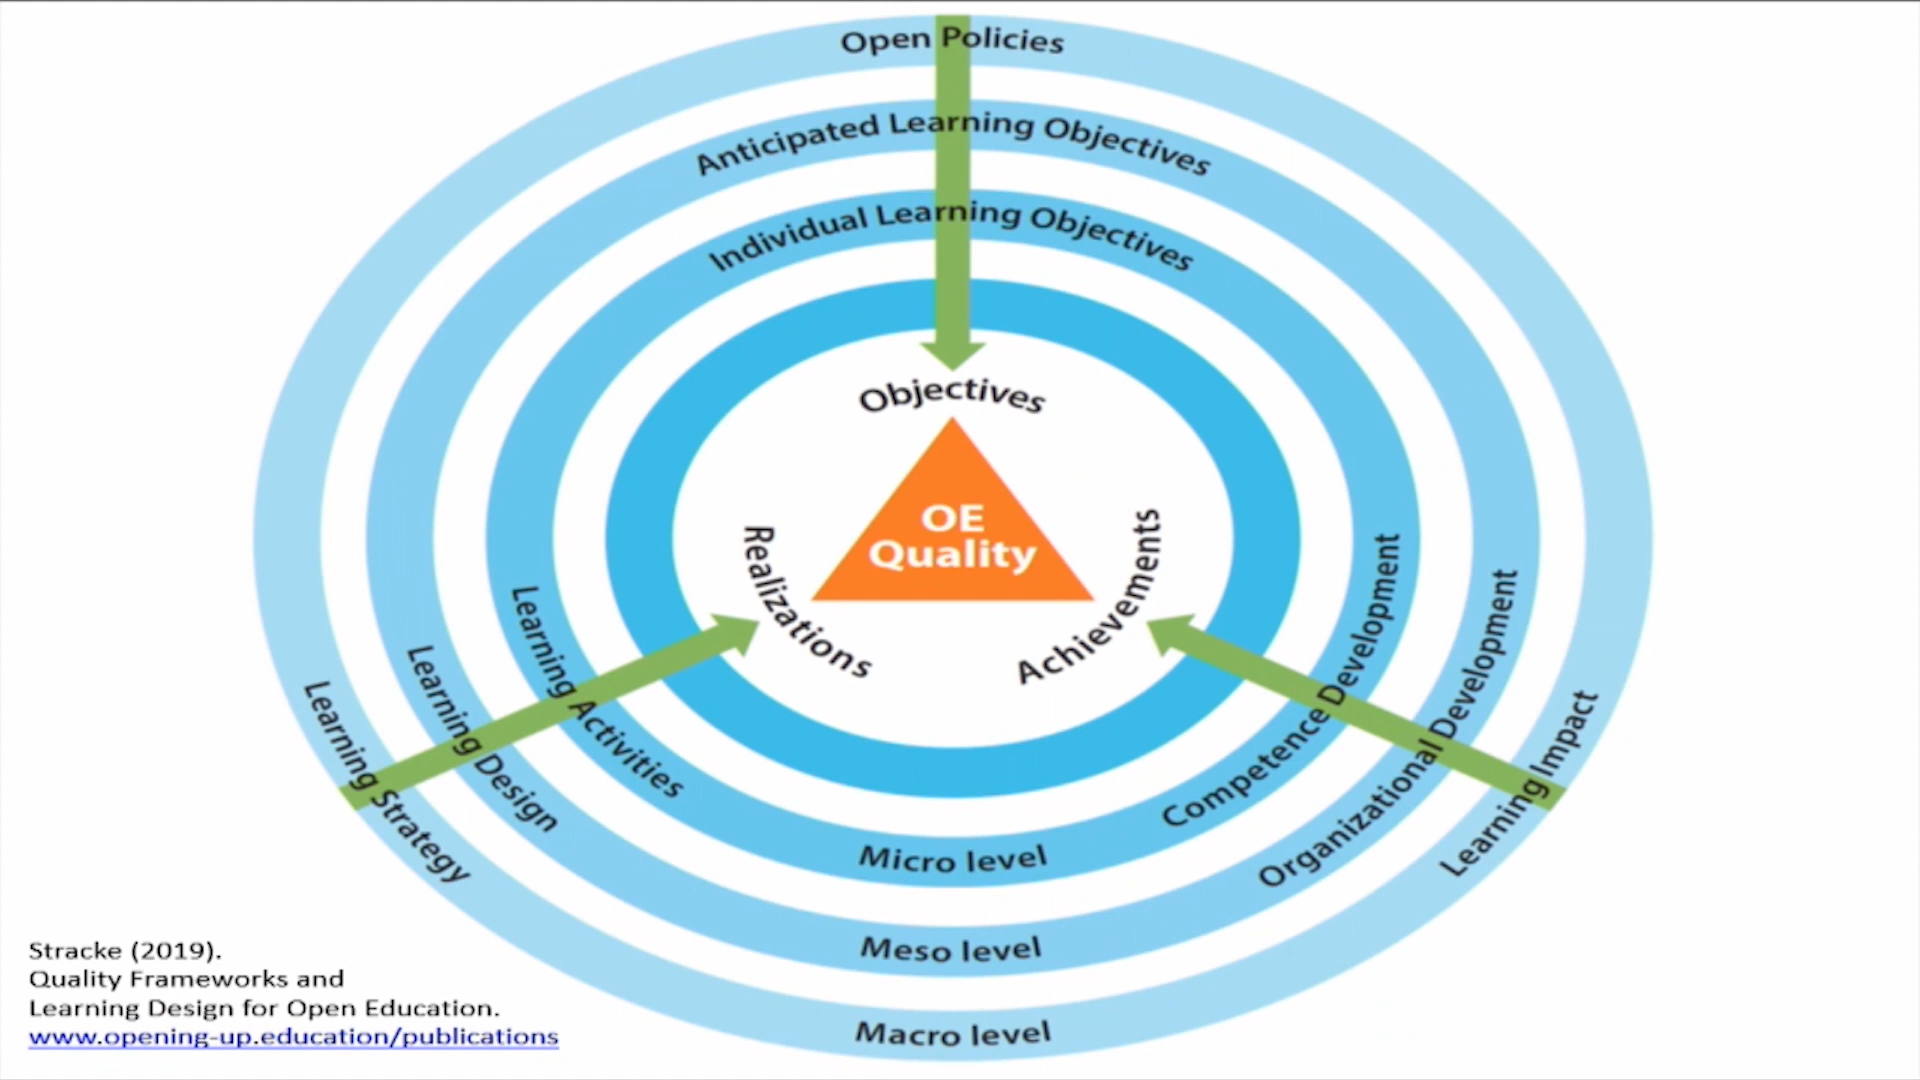 Open Policies
Anticipated Learning Objectives
Individual Learning Objectives
Objectives
OE
Quality
Realizations
Achievements
Learning Activities
Learning Design
Learning Strategy
Competence Development
Organizational Development
Learning Impact
Micro level
Meso level
Macro level
Stracke (2019).
Quality Frameworks and
Learning Design for Open Education.
www.opening-up.education/publications